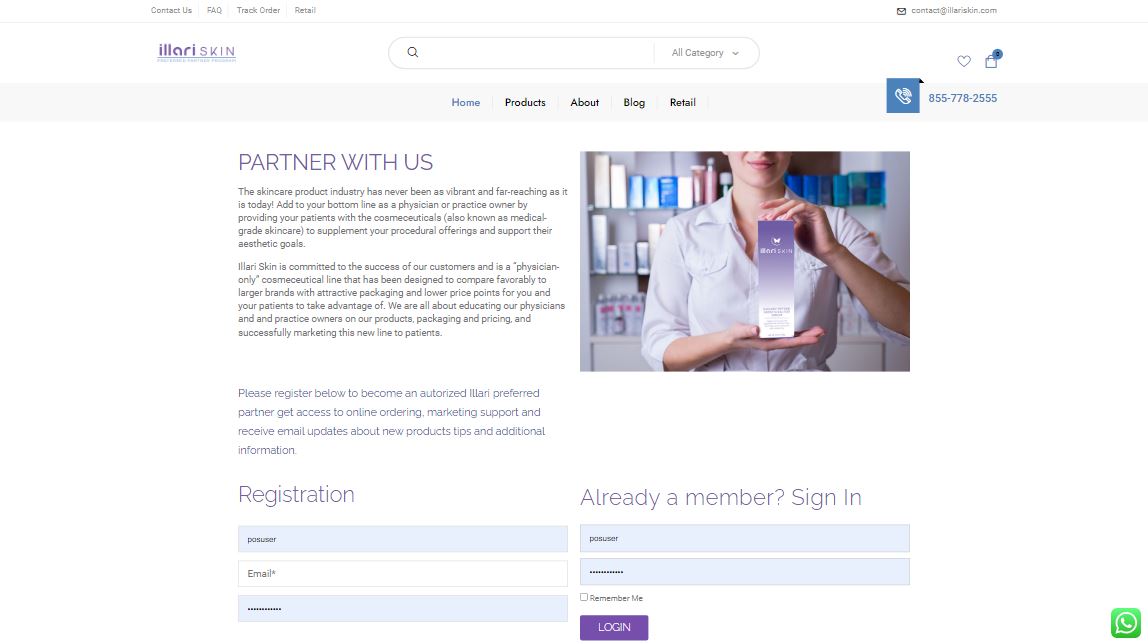 Contact Us FAQ Track Order Retail
contact@illariskin.com
illari SKIN
PREFERRED PARTNER PROGRAM
All Category
0
Home Products About Blog Retail
855-778-2555
PARTNER WITH US
The skincare product industry has never been as vibrant and far-reaching as it
is today! Add to your bottom line as a physician or practice owner by
providing your patients with the cosmeceuticals (also known as medical-
grade skincare) to supplement your procedural offerings and support their
aesthetic goals.
Illari Skin is committed to the success of our customers and is a “physician-
only” cosmeceutical line that has been designed to compare favorably to
larger brands with attractive packaging and lower price points for you and
your patients to take advantage of. We are all about educating our physicians
and and practice owners on our products, packaging and pricing, and
successfully marketing this new line to patients.
illari SKIN
Please register below to become an autorized Illari preferred
partner get access to online ordering, marketing support and
receive email updates about new products tips and additional
information.
Registration
posuser
Email*
••••••••••••
Already a member? Sign In
posuser
••••••••••••
Remember Me
LOGIN